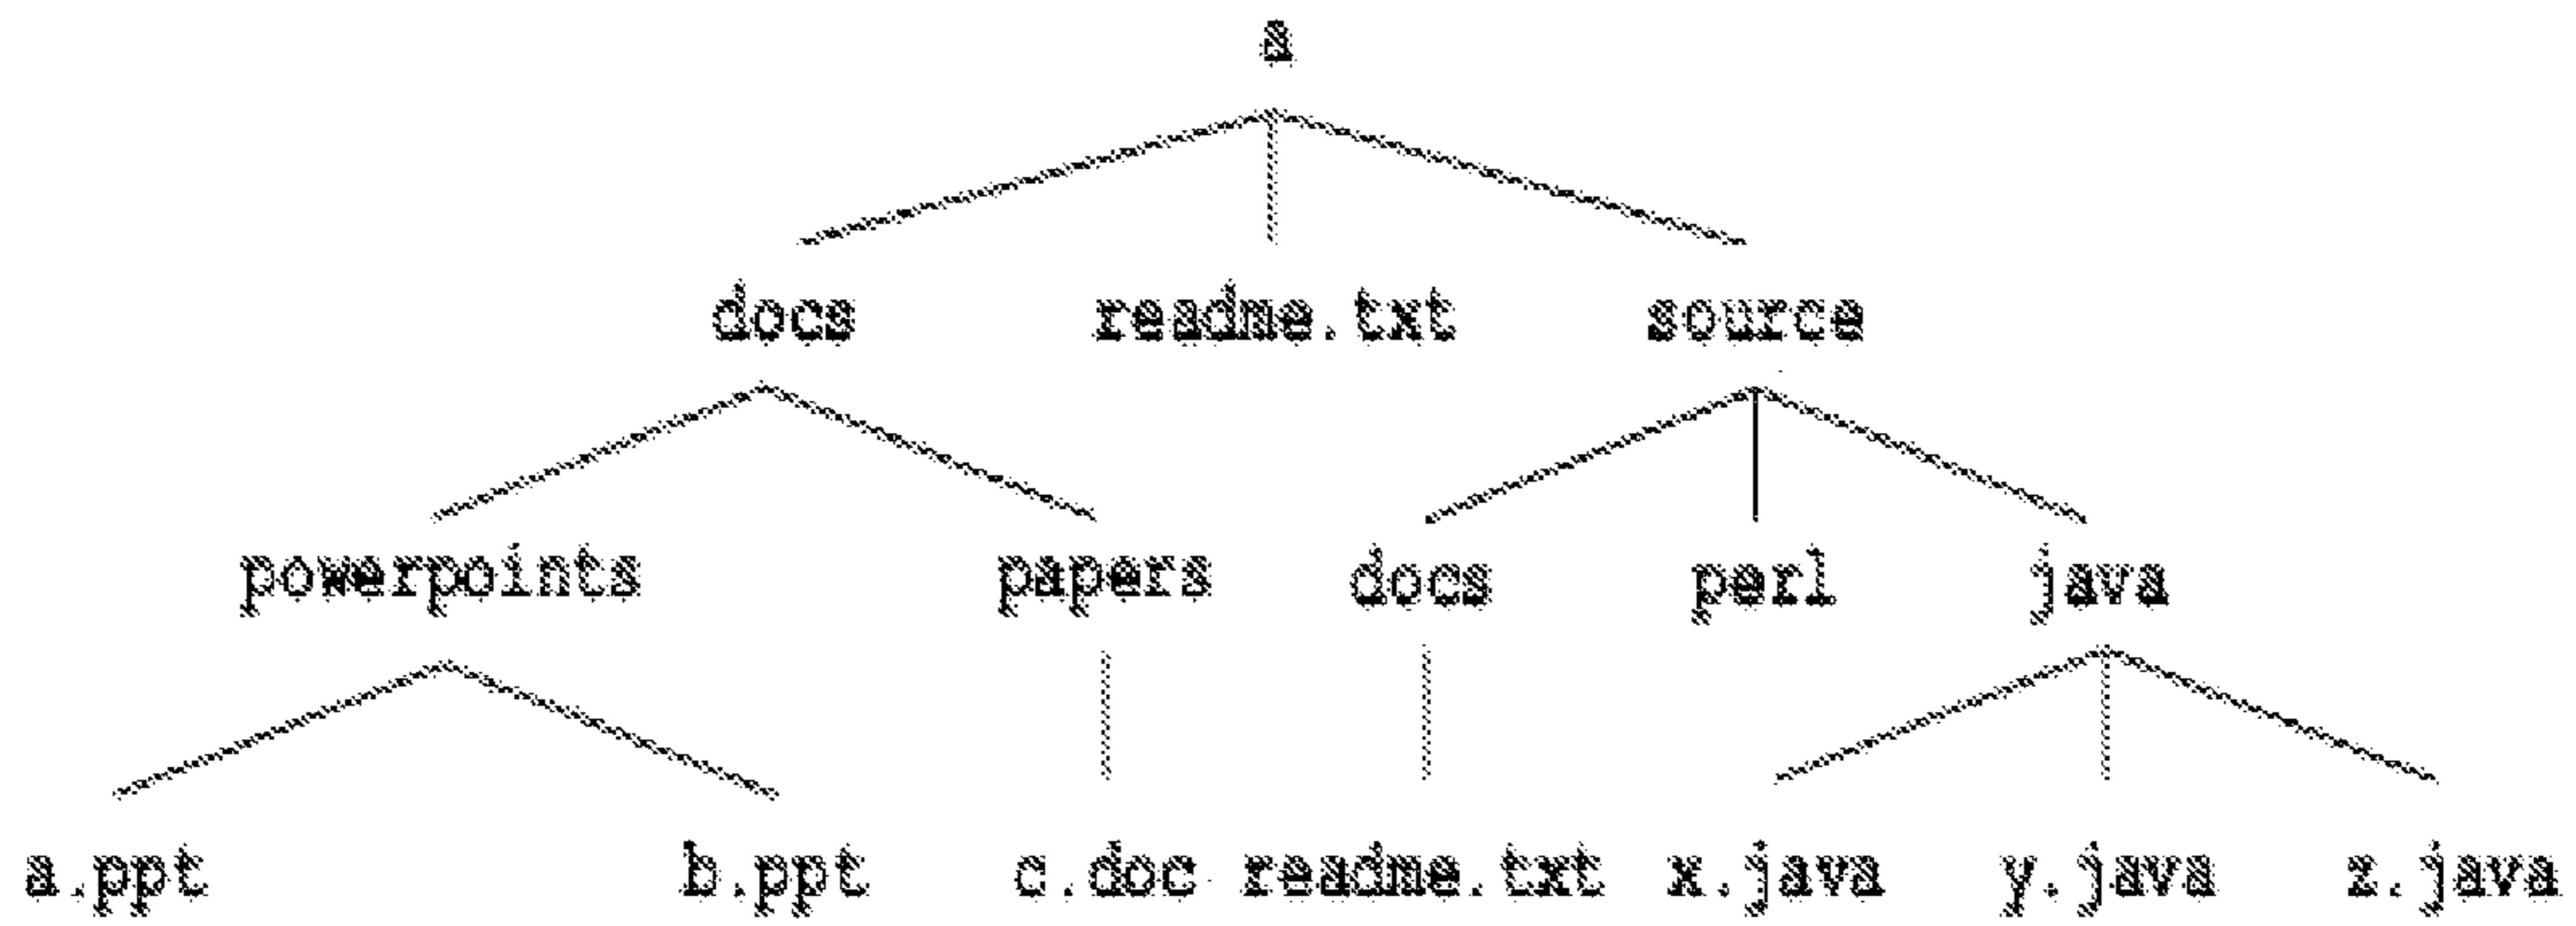 a
docs readme.txt source
powerpoints papers docs perl java
a.ppt b.ppt c.doc readme.txt x.java y.java z.java